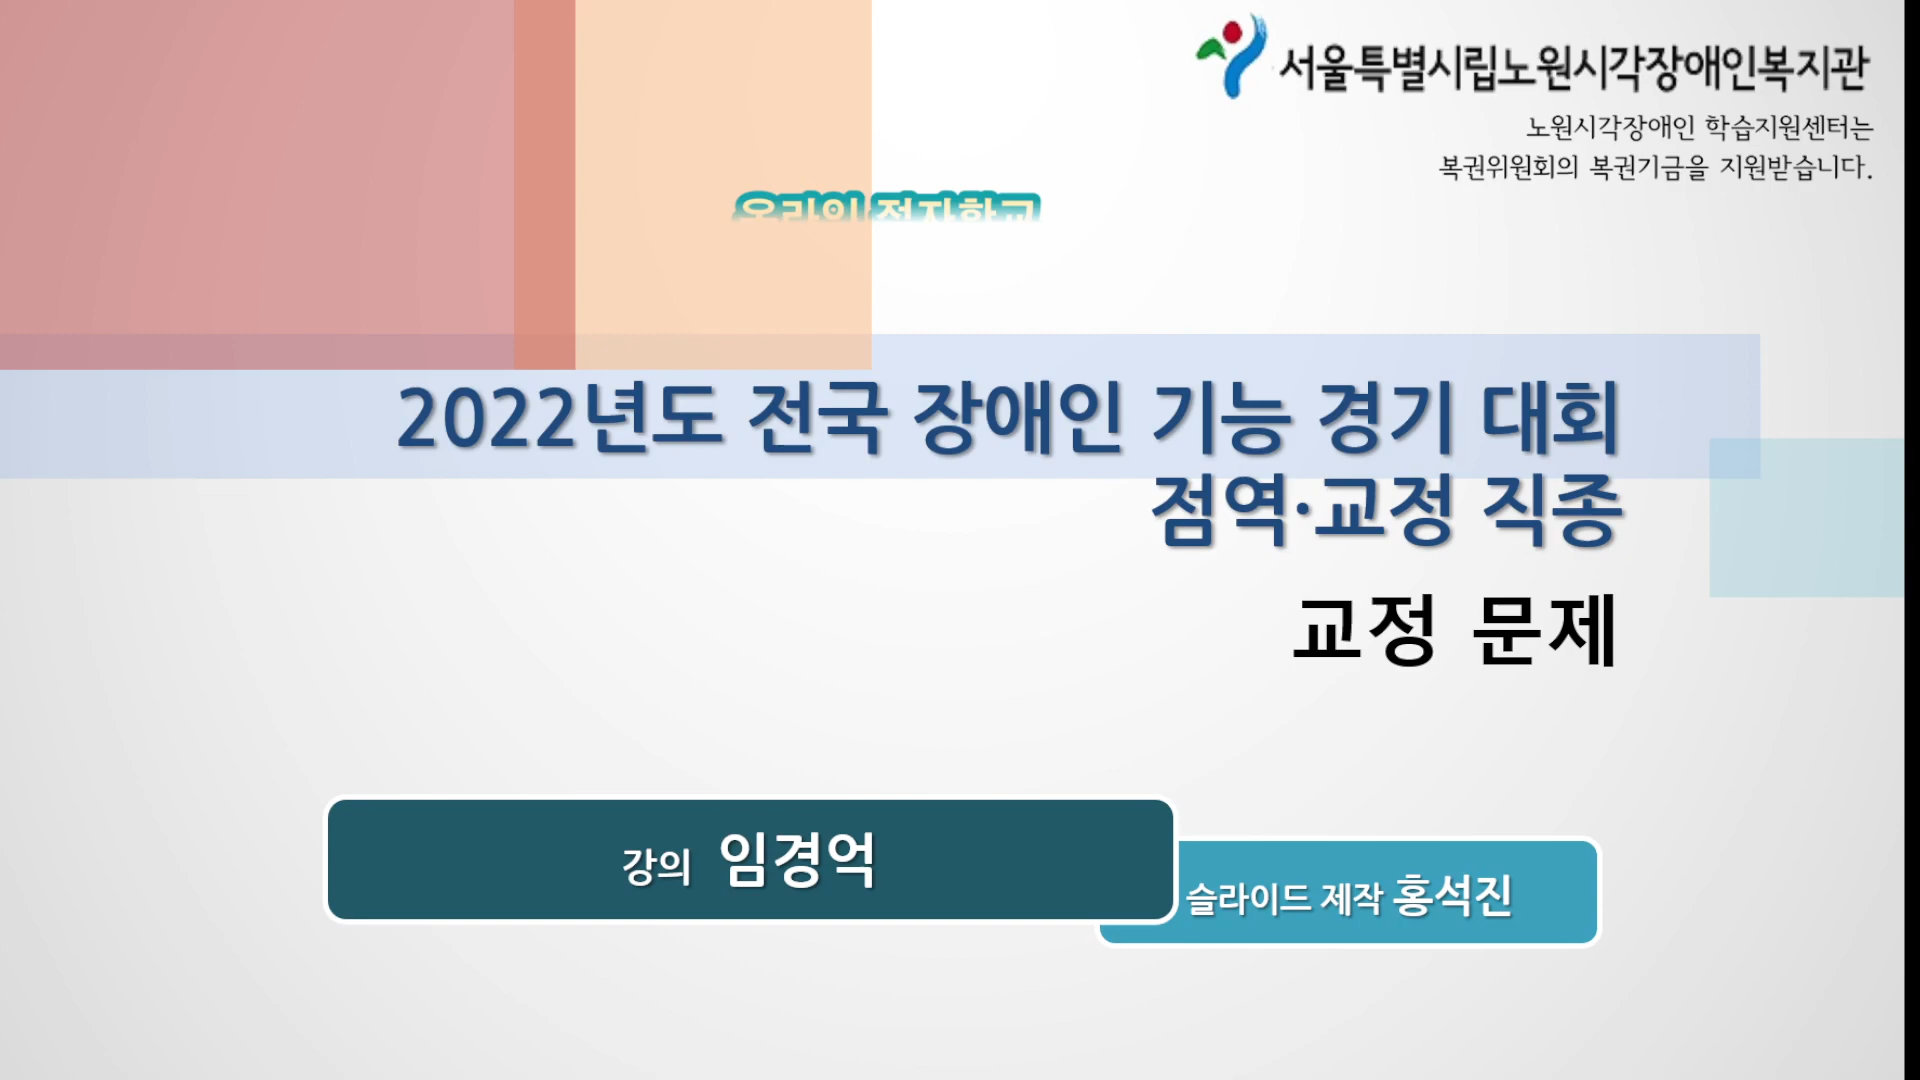 서울특별시립노원시각장애인복지관
노원시각장애인 학습지원센터는
복권위원회의 복권기금을 지원받습니다.
2022년도 전국 장애인 기능 경기 대회
점역·교정 직종
교정 문제
강의 임경억
슬라이드 제작 홍석진